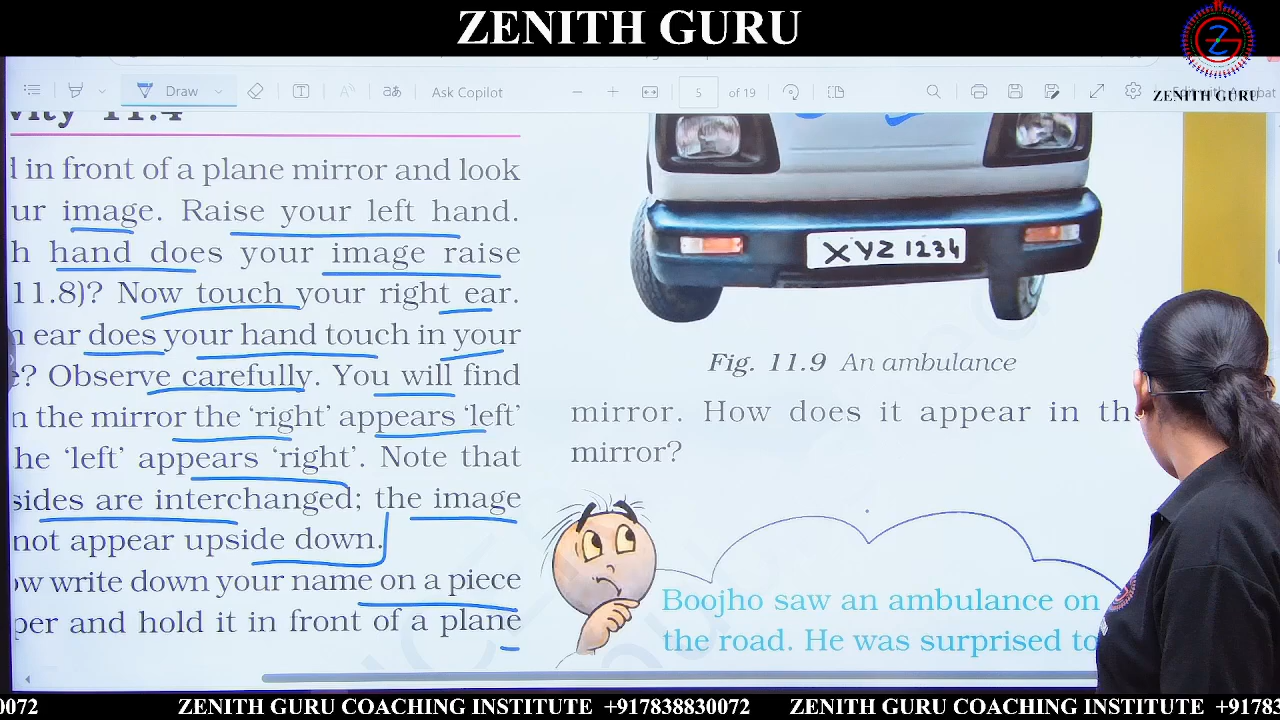 ZENITH GURU
Draw
Ask Copilot
5 of 19
ZENITH GURU
vity 11.4
in front of a plane mirror and look
ur image. Raise your left hand.
h hand does your image raise
11.8)? Now touch your right ear.
ear does your hand touch in your
e? Observe carefully. You will find
n the mirror the ‘right’ appears ‘left’
he ‘left’ appears ‘right’. Note that
sides are interchanged; the image
not appear upside down.
ow write down your name on a piece
per and hold it in front of a plane
XYZ 1234
Fig. 11.9 An ambulance
mirror. How does it appear in th
mirror?
Boojho saw an ambulance on
the road. He was surprised to
0072 ZENITH GURU COACHING INSTITUTE +917838830072 ZENITH GURU COACHING INSTITUTE +9178